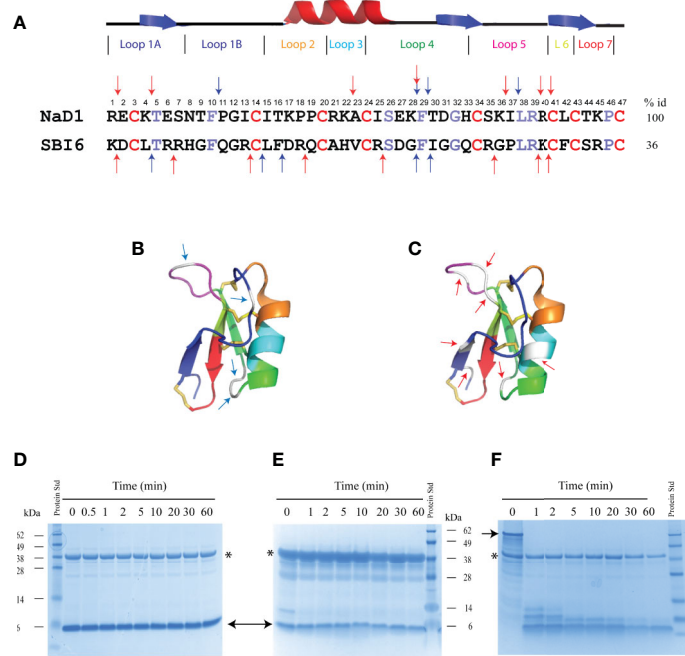 A
Loop 1A Loop 1B Loop 2 Loop 3 Loop 4 Loop 5 L 6 Loop 7
1 2 3 4 5 6 7 8 9 10 11 12 13 14 15 16 17 18 19 20 21 22 23 24 25 26 27 28 29 30 31 32 33 34 35 36 37 38 39 40 41 42 43 44 45 46 47 % id
NaD1 RECKTESNTFPGICITKPPCRKACISEKFTDGHCSKILRRCLCTKPC 100
SBI6 KDCLTRRHGFQGRCLFDRQCAHVCRSDGFIGGQCRGPLRKCFCSRPC 36
B C
D E F
Time (min) Time (min) Time (min)
kDa Protein Std 0 0.5 1 2 5 10 20 30 60 0 1 2 5 10 20 30 60 Protein Std kDa 0 1 2 5 10 20 30 60 Protein Std
62
49
38
28
14
5
*
*
62
49
38
28
14
6
*